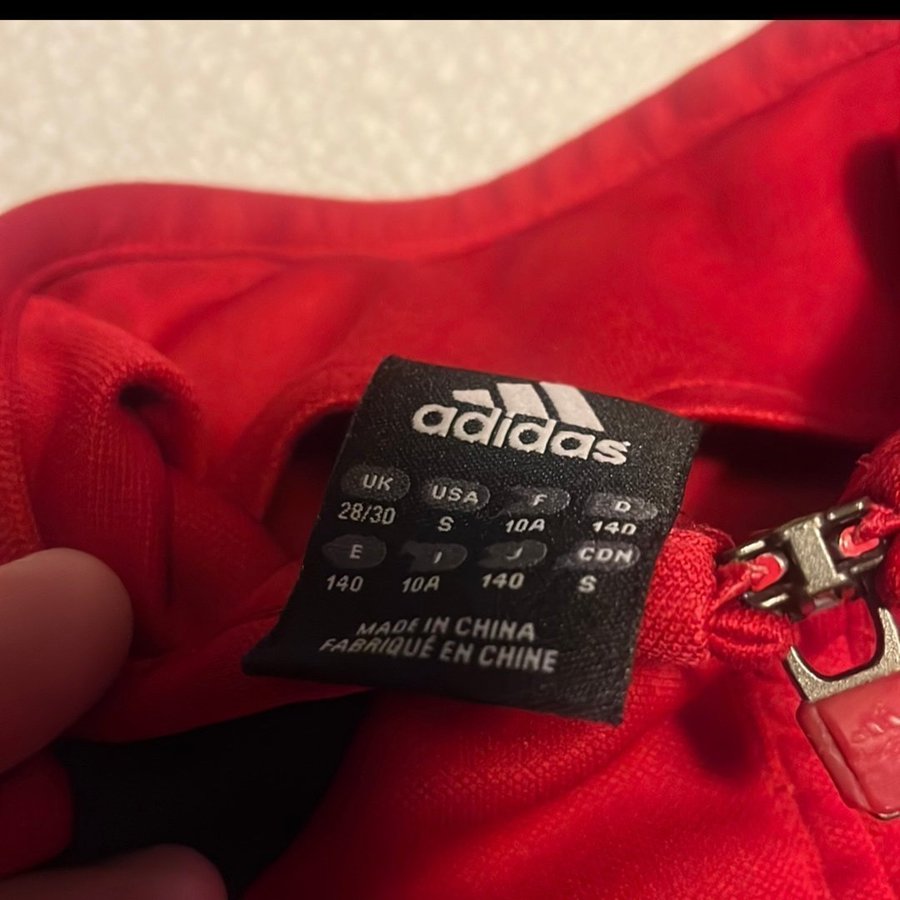 adidas
UK USA F D
28/30 S 10A 140
E I J CDN
140 10A 140 S
MADE IN CHINA
FABRIQUÉ EN CHINE